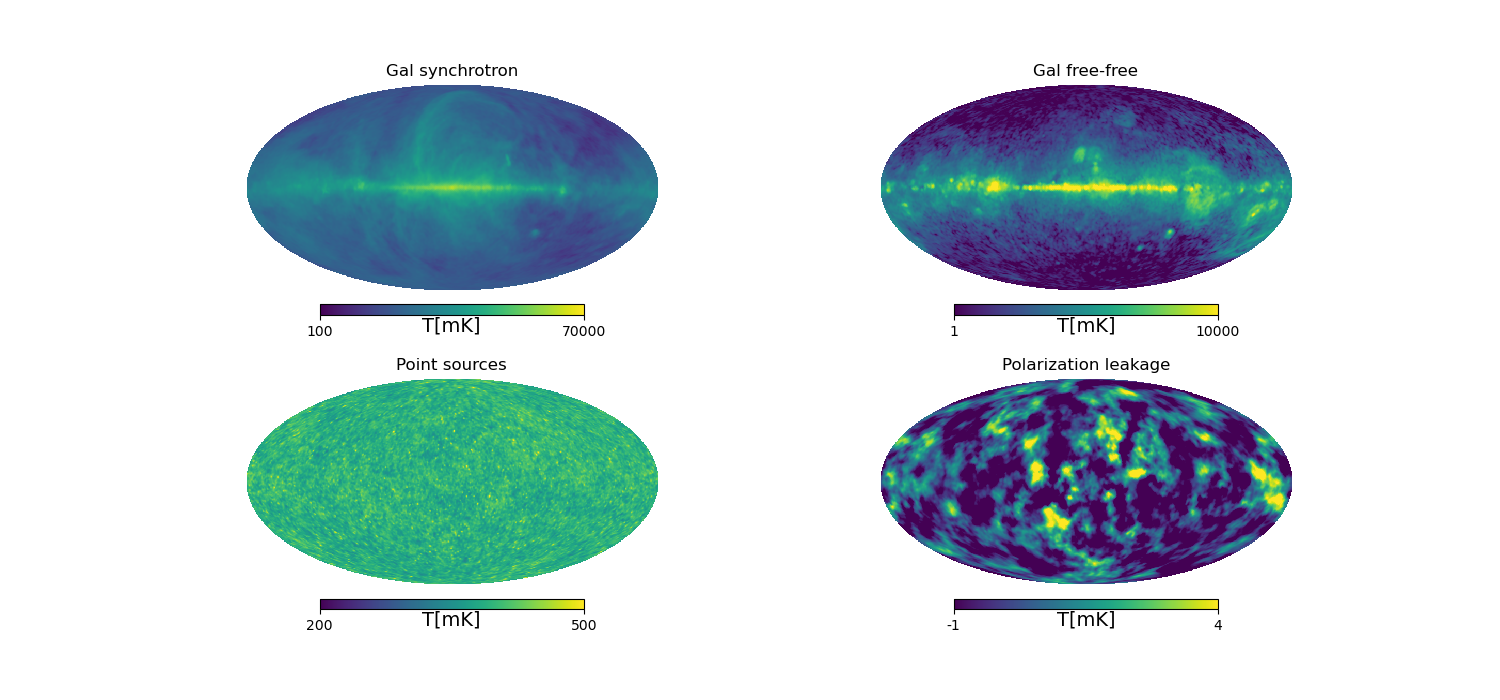 Gal synchrotron
T[mK]
100 70000
Gal free-free
T[mK]
1 10000
Point sources
T[mK]
200 500
Polarization leakage
T[mK]
-1 4